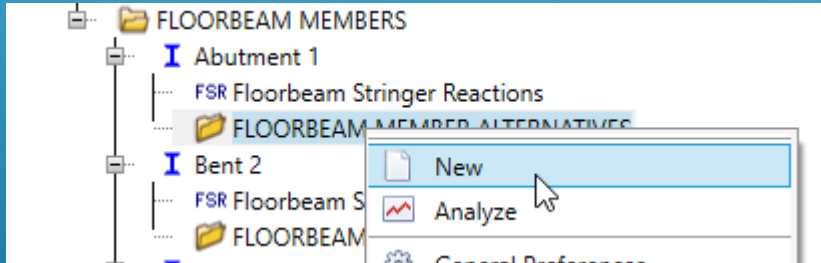 FLOORBEAM MEMBERS
Abutment 1
FSR Floorbeam Stringer Reactions
FLOORBEAM MEMBER ALTERNATIVES
New
Bent 2
FSR Floorbeam S
Analyze
FLOORBEAM
General Preferences